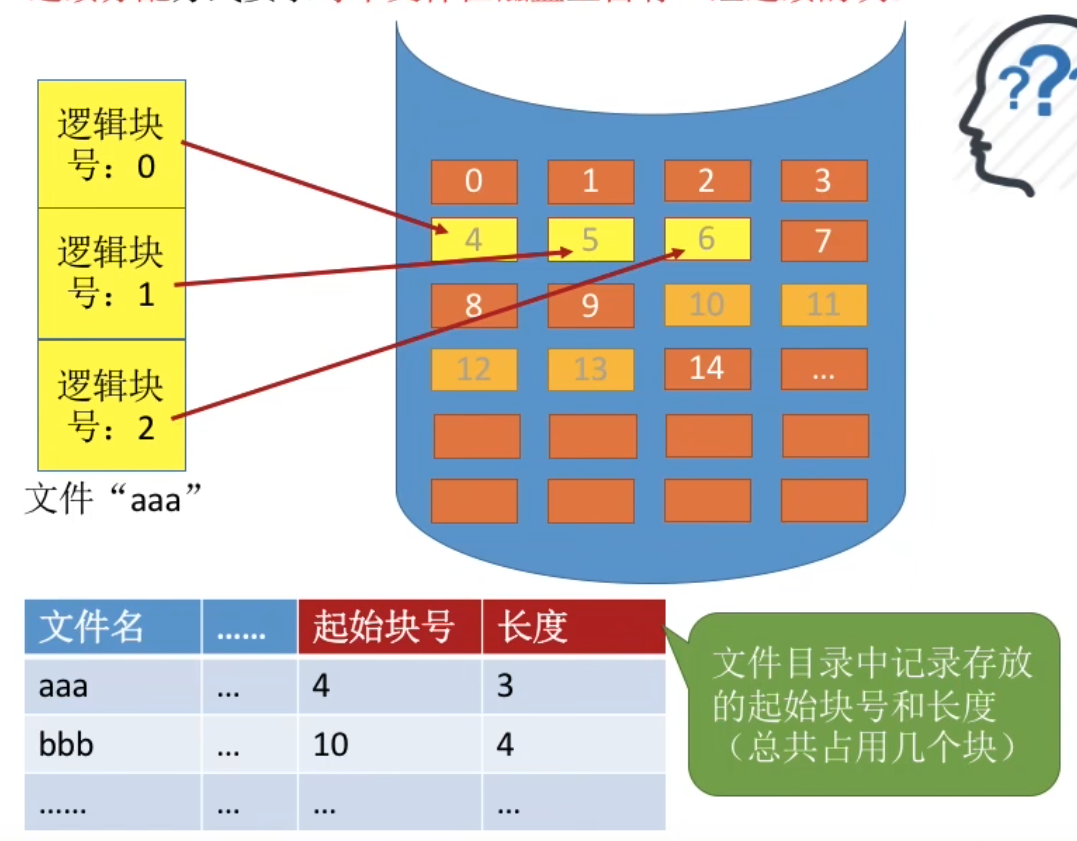 逻辑块
号：0
逻辑块
号：1
逻辑块
号：2
文件“aaa”
0 1 2 3
4 5 6 7
8 9 10 11
12 13 14 ...
? ? ?
文件名 …… 起始块号 长度
aaa ... 4 3
bbb ... 10 4
…… ... ... ...
文件目录中记录存放
的起始块号和长度
（总共占用几个块）